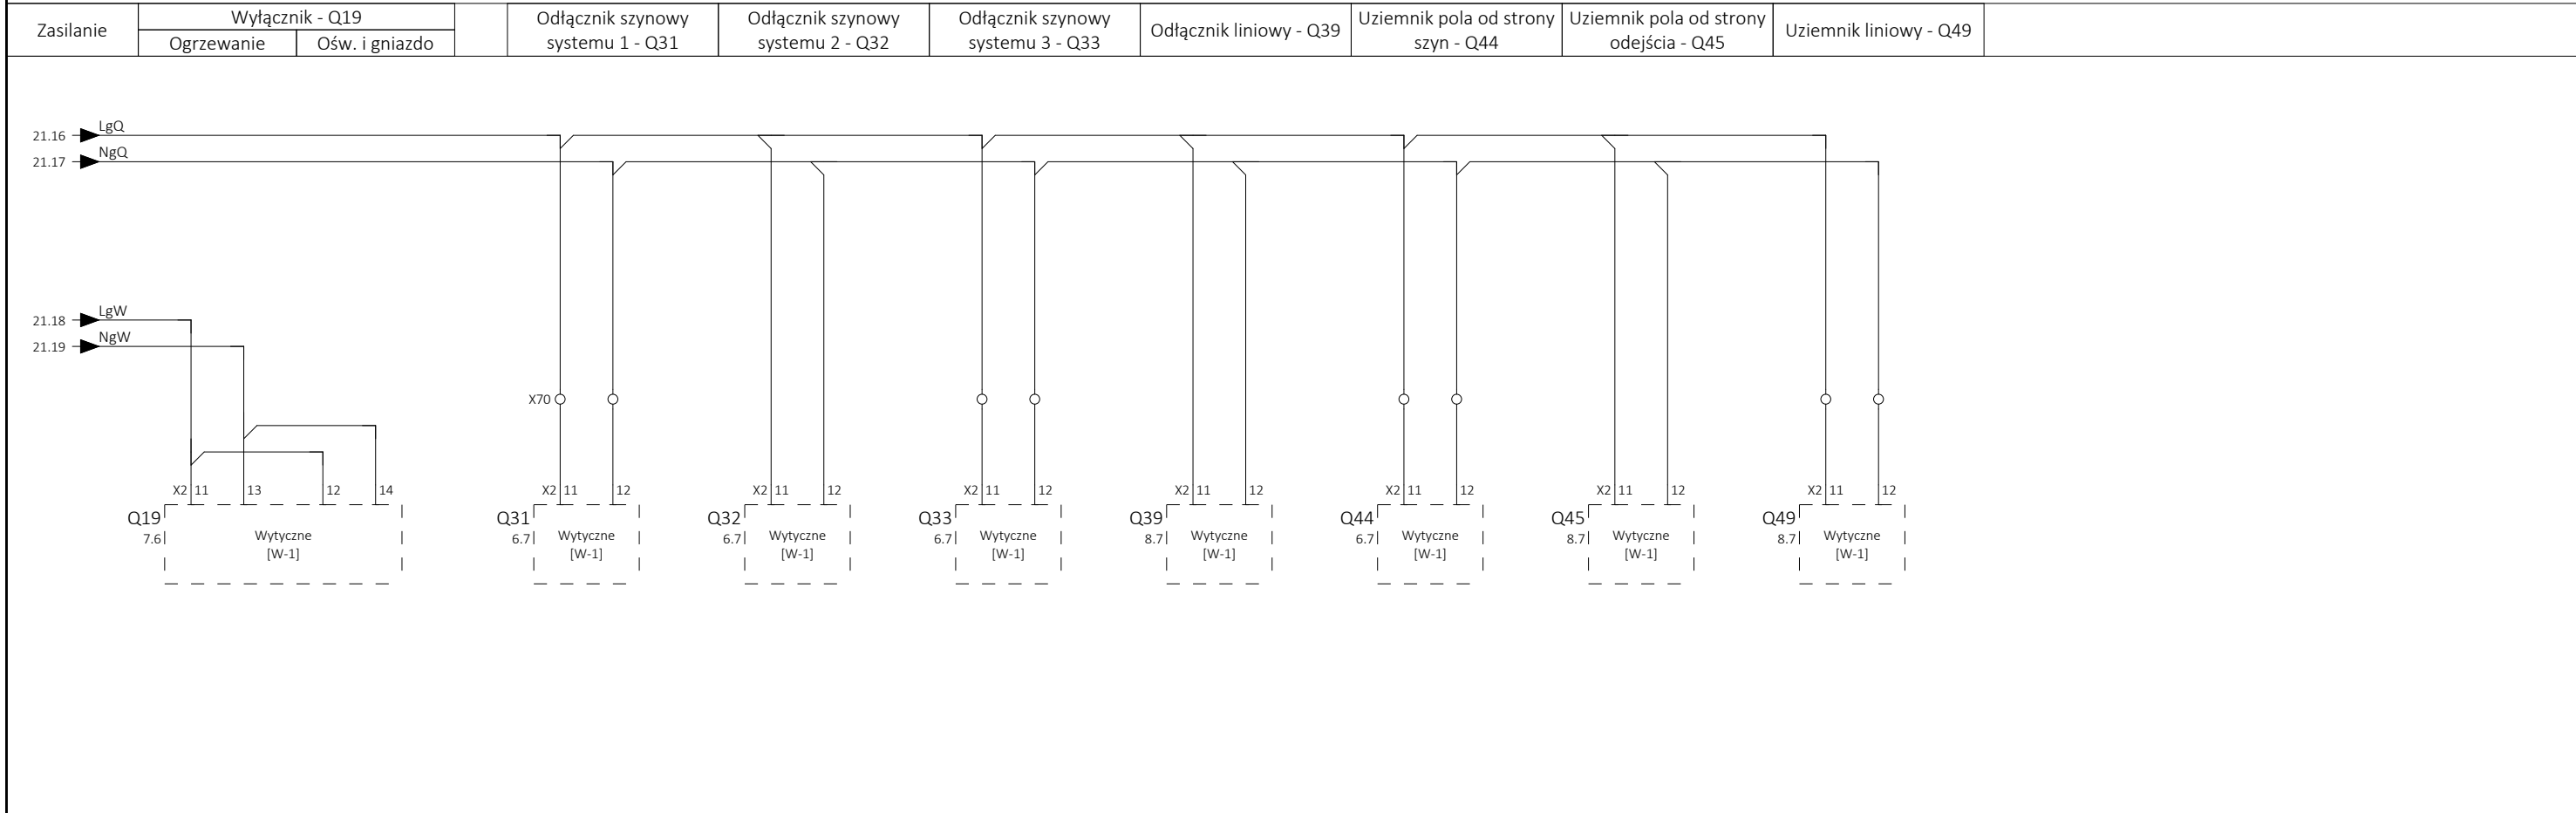 Zasilanie
Wyłącznik - Q19
Ogrzewanie
Ośw. i gniazdo
Odłącznik szynowy
systemu 1 - Q31
Odłącznik szynowy
systemu 2 - Q32
Odłącznik szynowy
systemu 3 - Q33
Odłącznik liniowy - Q39
Uziemnik pola od strony
szyn - Q44
Uziemnik pola od strony
odejścia - Q45
Uziemnik liniowy - Q49
21.16 LgQ
21.17 NgQ
21.18 LgW
21.19 NgW
X70
X2 11 13 12 14
X2 11 12
X2 11 12
X2 11 12
X2 11 12
X2 11 12
X2 11 12
X2 11 12
Q19
7.6
Wytyczne
[W-1]
Q31
6.7
Wytyczne
[W-1]
Q32
6.7
Wytyczne
[W-1]
Q33
6.7
Wytyczne
[W-1]
Q39
8.7
Wytyczne
[W-1]
Q44
6.7
Wytyczne
[W-1]
Q45
8.7
Wytyczne
[W-1]
Q49
8.7
Wytyczne
[W-1]